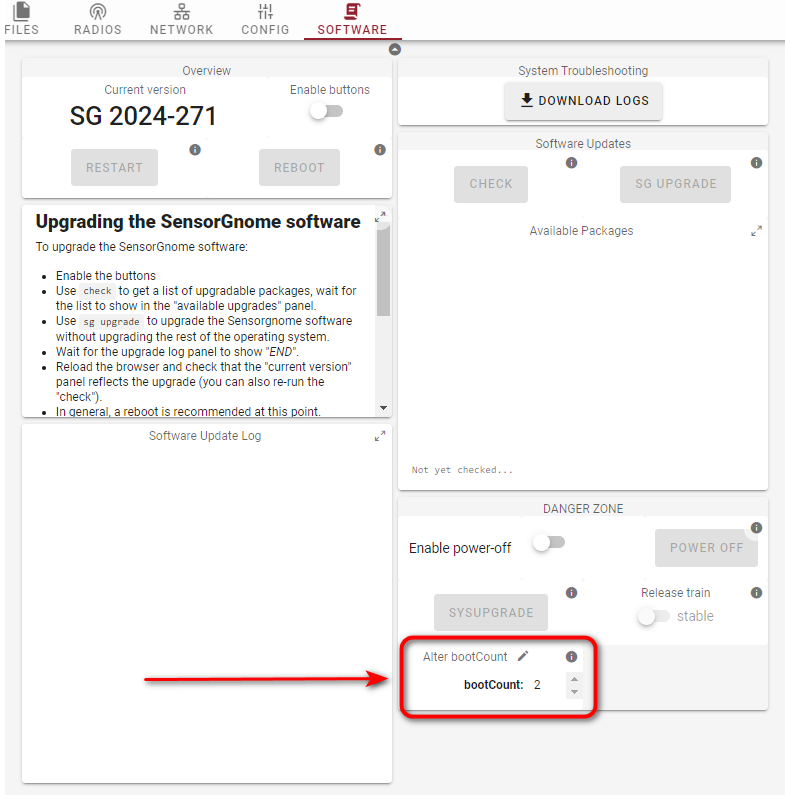 FILES
RADIOS
NETWORK
CONFIG
SOFTWARE
Overview
Current version
Enable buttons
SG 2024-271
RESTART
REBOOT
Upgrading the SensorGnome software
To upgrade the SensorGnome software:
Enable the buttons
Use check to get a list of upgradable packages, wait for
the list to show in the "available upgrades" panel.
Use sg upgrade to upgrade the Sensorgnome software
without upgrading the rest of the operating system.
Wait for the upgrade log panel to show "END".
Reload the browser and check that the "current version"
panel reflects the upgrade (you can also re-run the
"check").
In general, a reboot is recommended at this point.
Software Update Log
System Troubleshooting
DOWNLOAD LOGS
Software Updates
CHECK
SG UPGRADE
Available Packages
Not yet checked...
DANGER ZONE
Enable power-off
POWER OFF
SYSUPGRADE
Release train
stable
Alter bootCount
bootCount: 2